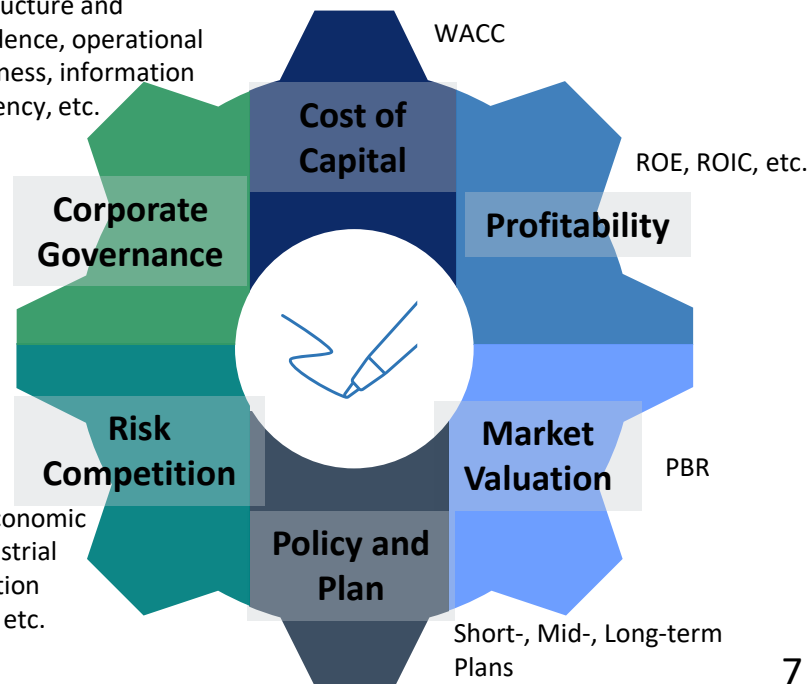 ucture and
dence, operational
ness, information
ency, etc.
WACC
Cost of
Capital
ROE, ROIC, etc.
Corporate
Governance
Profitability
Risk
Competition
Market
Valuation
PBR
conomic
strial
tion
etc.
Policy and
Plan
Short-, Mid-, Long-term
Plans
7